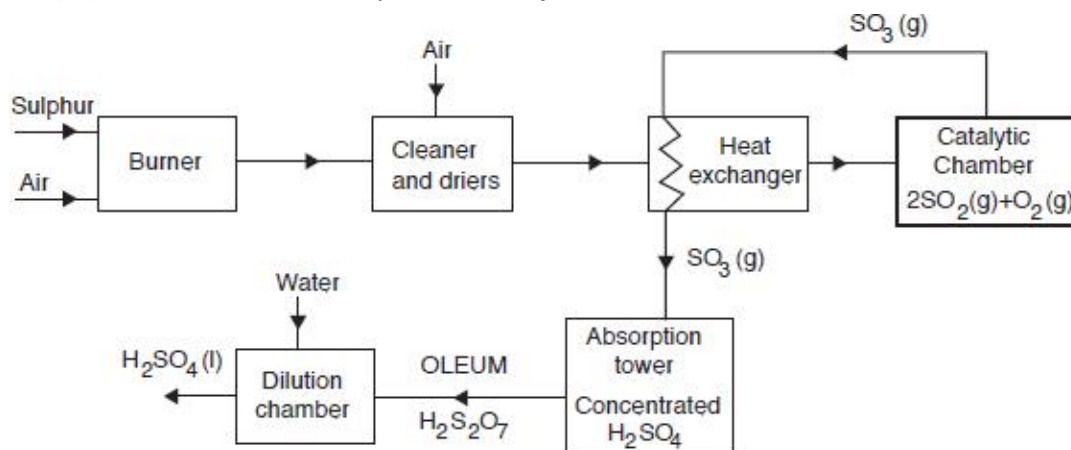 SO3 (g)
Air
Sulphur
Burner
Air
Cleaner
and driers
Heat
exchanger
Catalytic
Chamber
2SO2(g)+O2(g)
SO3 (g)
Water
H2SO4(l)
Dilution
chamber
OLEUM
H2S2O7
Absorption
tower
Concentrated
H2SO4